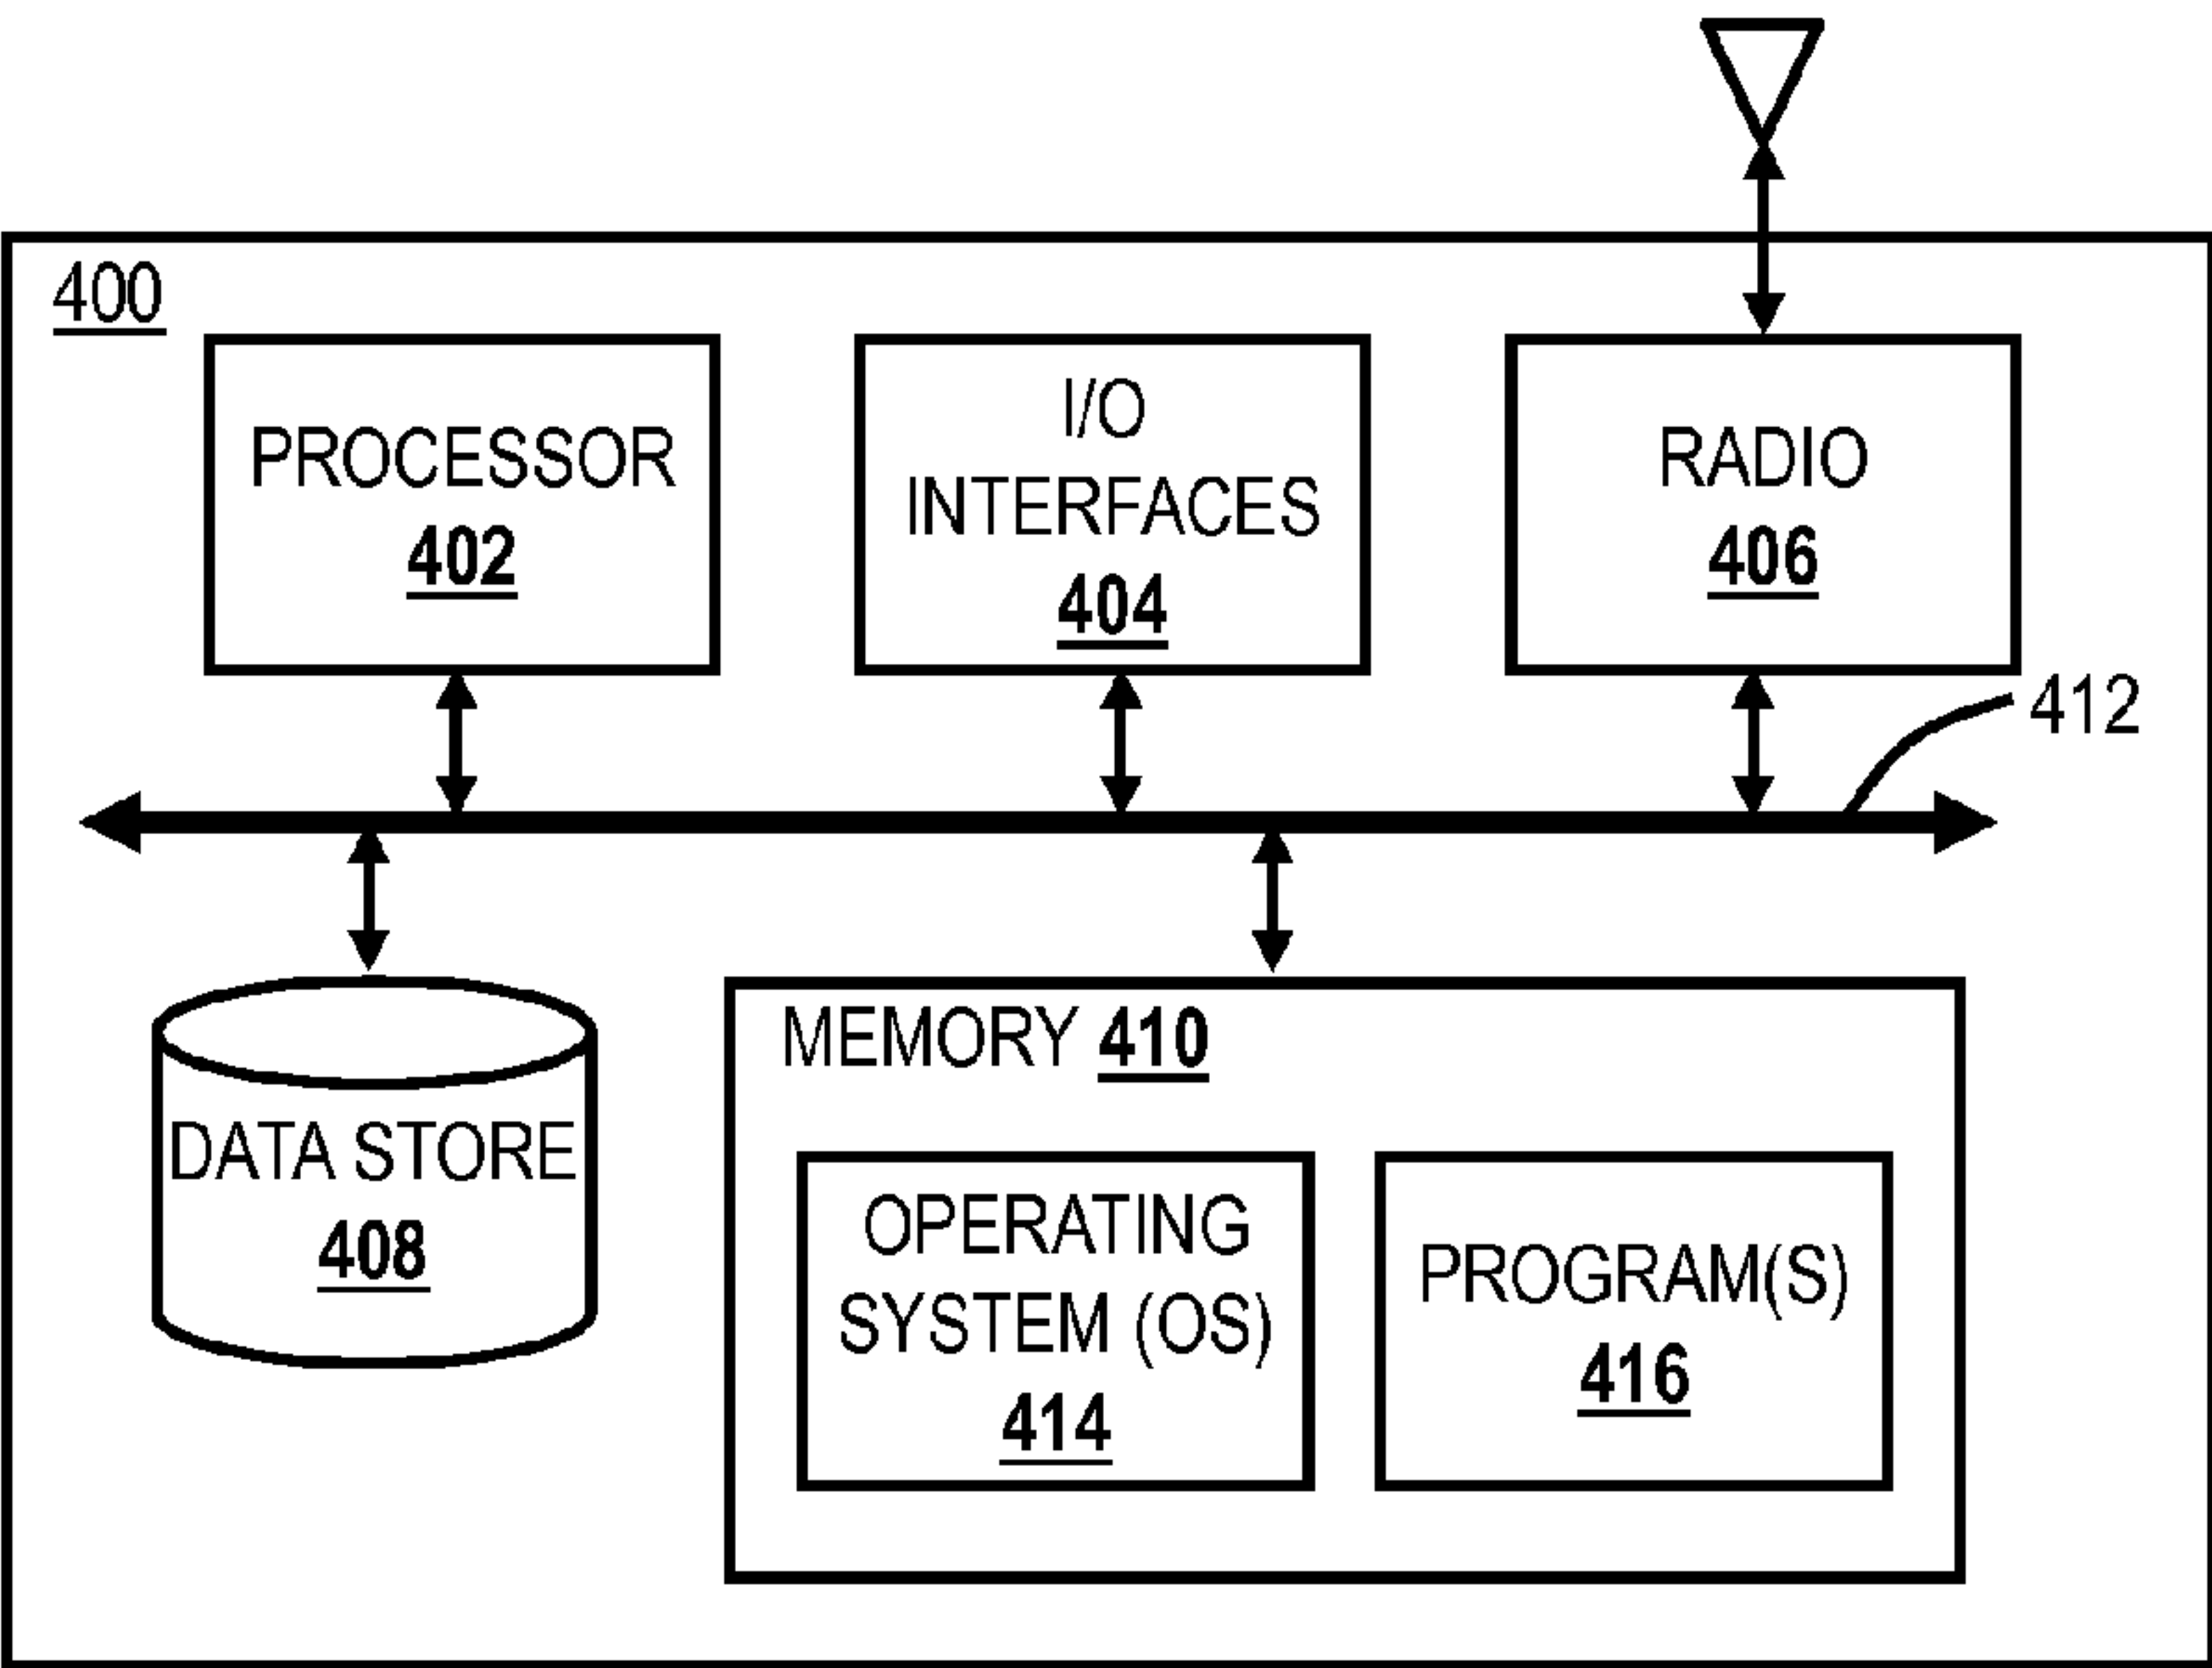 400
PROCESSOR
402
I/O
INTERFACES
404
RADIO
406
412
DATA STORE
408
MEMORY 410
OPERATING
SYSTEM (OS)
414
PROGRAM(S)
416